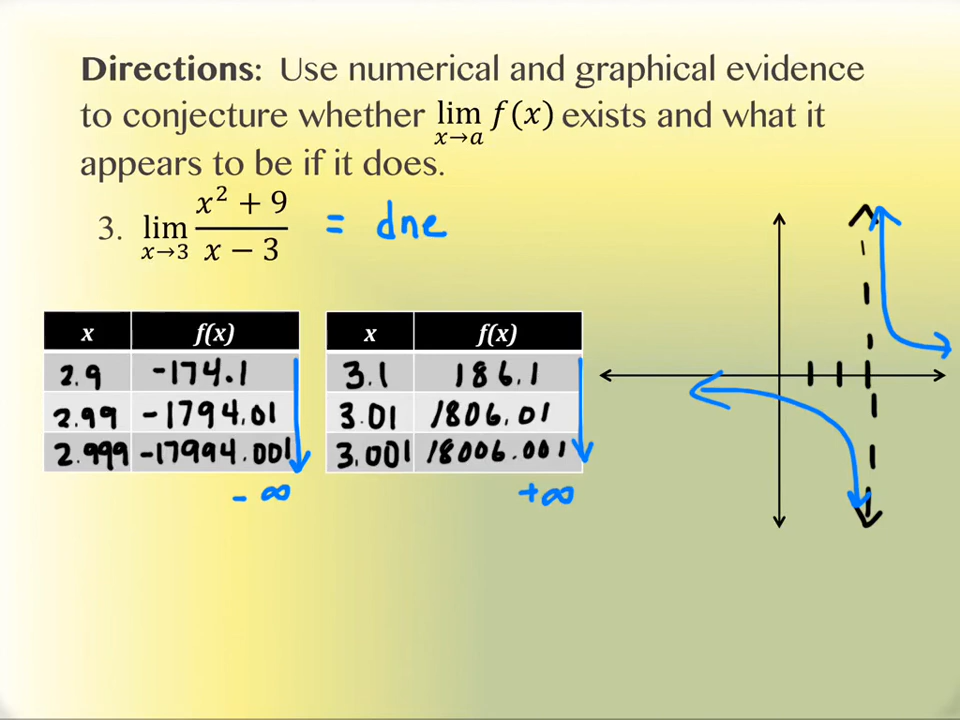 Directions: Use numerical and graphical evidence
to conjecture whether lim x→a f(x) exists and what it
appears to be if it does.
3. lim x→3 x² + 9 / x − 3 = dne
x f(x) x f(x)
2.9 -174.1 3.1 186.1
2.99 -1794.01 3.01 1806.01
2.999 -17994.001 3.001 18006.001
- ∞ +∞